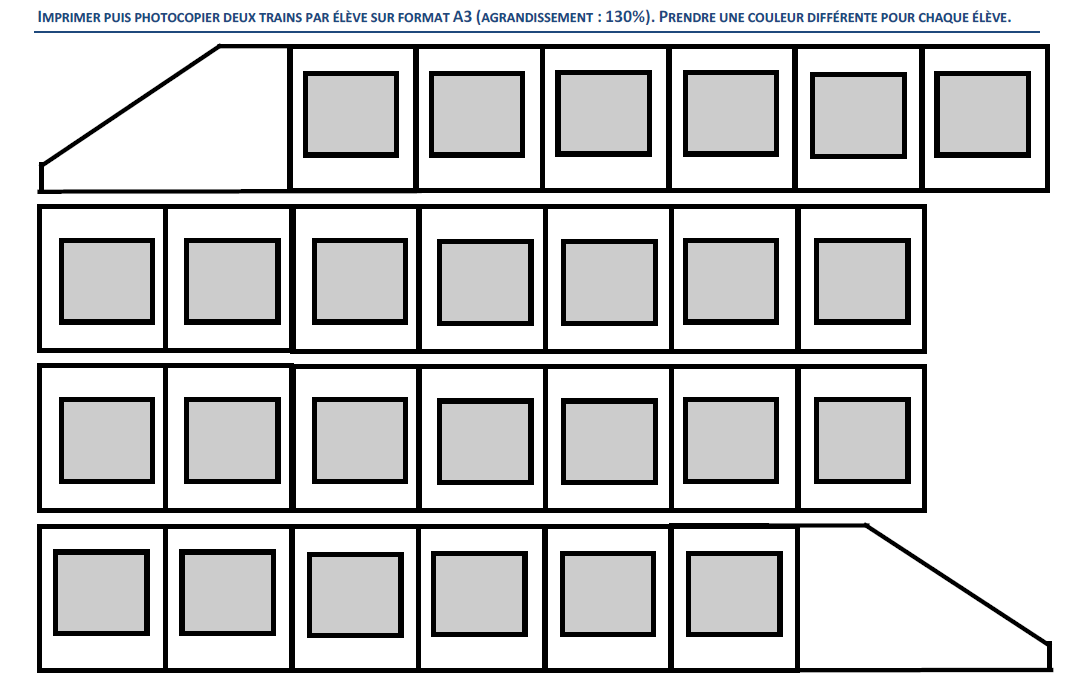 IMPRIMER PUIS PHOTOCOPIER DEUX TRAINS PAR ÉLÈVE SUR FORMAT A3 (AGRANDISSEMENT : 130%). PRENDRE UNE COULEUR DIFFÉRENTE POUR CHAQUE ÉLÈVE.